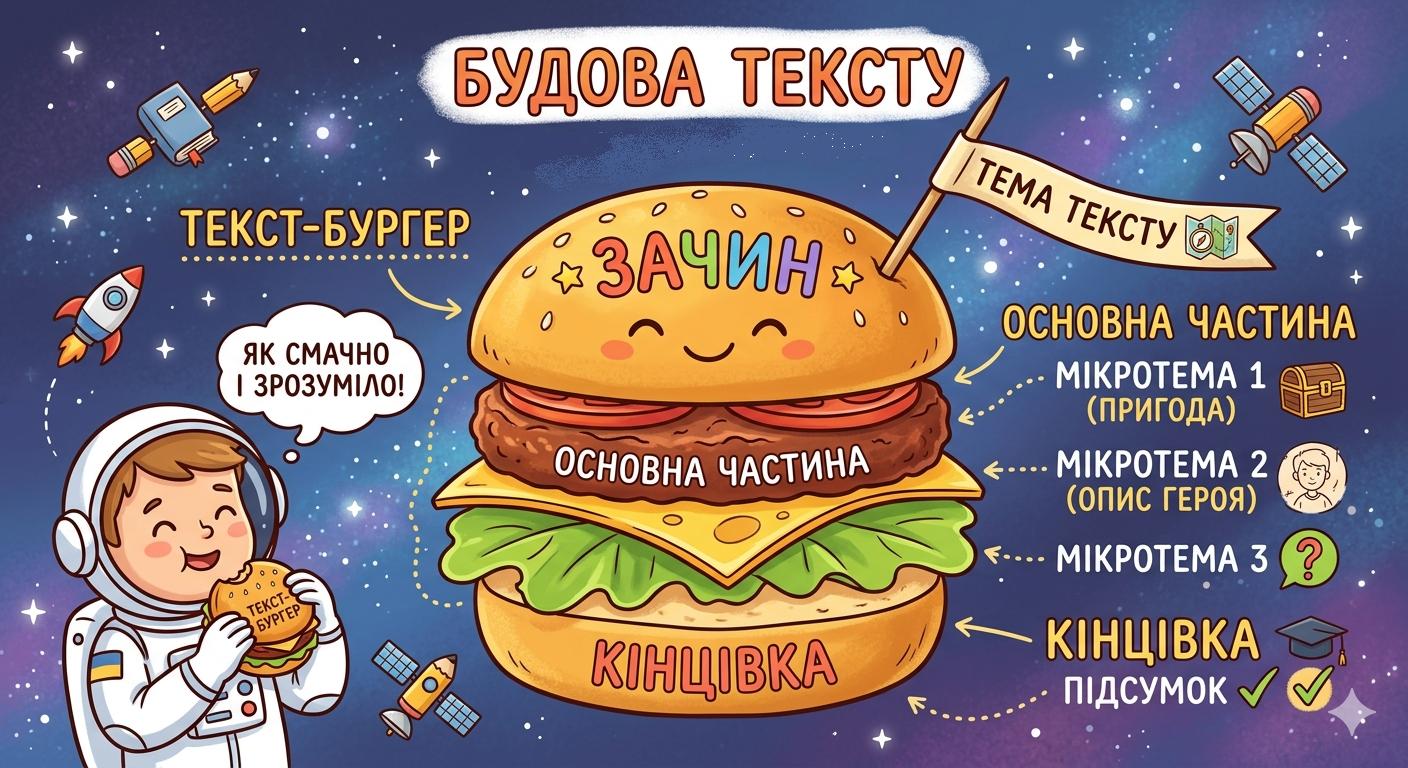 БУДОВА ТЕКСТУ
ТЕМА ТЕКСТУ
ТЕКСТ-БУРГЕР
ЗАЧИН
ЯК СМАЧНО
І ЗРОЗУМІЛО!
ОСНОВНА ЧАСТИНА
МІКРОТЕМА 1
(ПРИГОДА)
ОСНОВНА ЧАСТИНА
МІКРОТЕМА 2
(ОПИС ГЕРОЯ)
МІКРОТЕМА 3
?
ТЕКСТ-
БУРГЕР
КІНЦІВКА
КІНЦІВКА
ПІДСУМОК